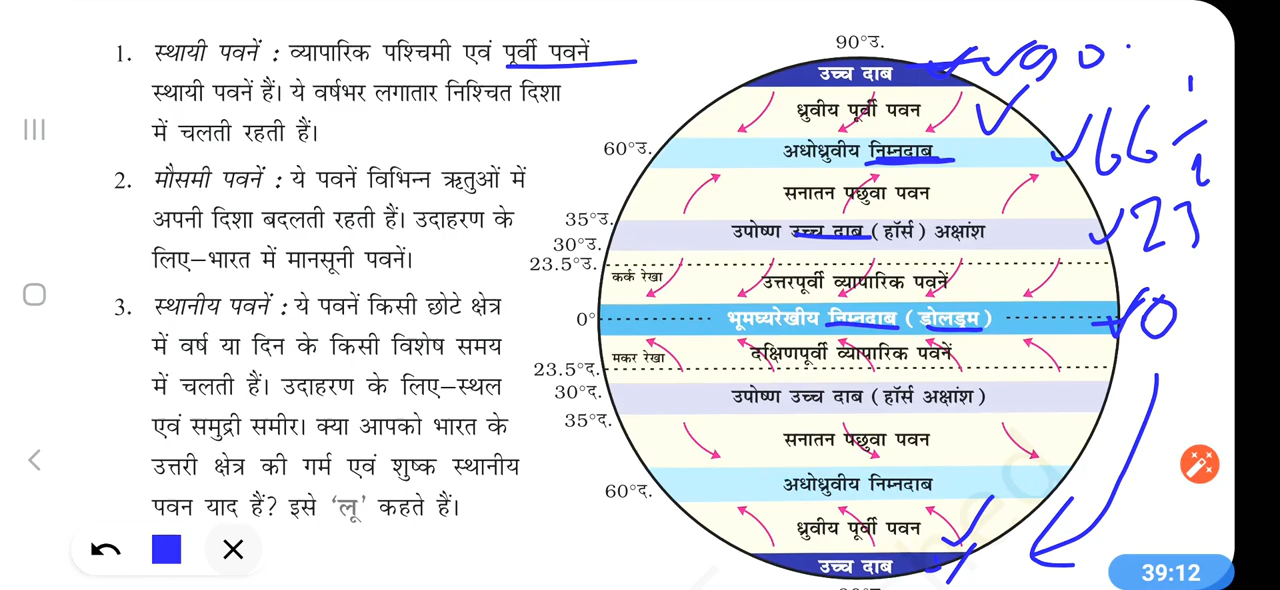 1. स्थायी पवनें : व्यापारिक पश्चिमी एवं पूर्वी पवनें
स्थायी पवनें हैं। ये वर्षभर लगातार निश्चित दिशा
में चलती रहती हैं।
2. मौसमी पवनें : ये पवनें विभिन्न ऋतुओं में
अपनी दिशा बदलती रहती हैं। उदाहरण के
लिए–भारत में मानसूनी पवनें।
3. स्थानीय पवनें : ये पवनें किसी छोटे क्षेत्र
में वर्ष या दिन के किसी विशेष समय
में चलती हैं। उदाहरण के लिए–स्थल
एवं समुद्री समीर। क्या आपको भारत के
उत्तरी क्षेत्र की गर्म एवं शुष्क स्थानीय
पवन याद हैं? इसे ‘लू’ कहते हैं।
90°उ.
उच्च दाब
90
ध्रुवीय पूर्वी पवन
60°उ.
अधोध्रुवीय निम्नदाब
66 1/2
सनातन पछुवा पवन
35°उ.
उपोष्ण उच्च दाब (हॉर्स) अक्षांश
23
30°उ.
23.5°उ.
कर्क रेखा
उत्तरपूर्वी व्यापारिक पवनें
0°
भूमघ्यरेखीय निम्नदाब (डोलड्रम)
0
मकर रेखा
दक्षिणपूर्वी व्यापारिक पवनें
23.5°द.
30°द.
उपोष्ण उच्च दाब (हॉर्स अक्षांश)
35°द.
सनातन पछुवा पवन
अधोध्रुवीय निम्नदाब
60°द.
ध्रुवीय पूर्वी पवन
उच्च दाब
39:12